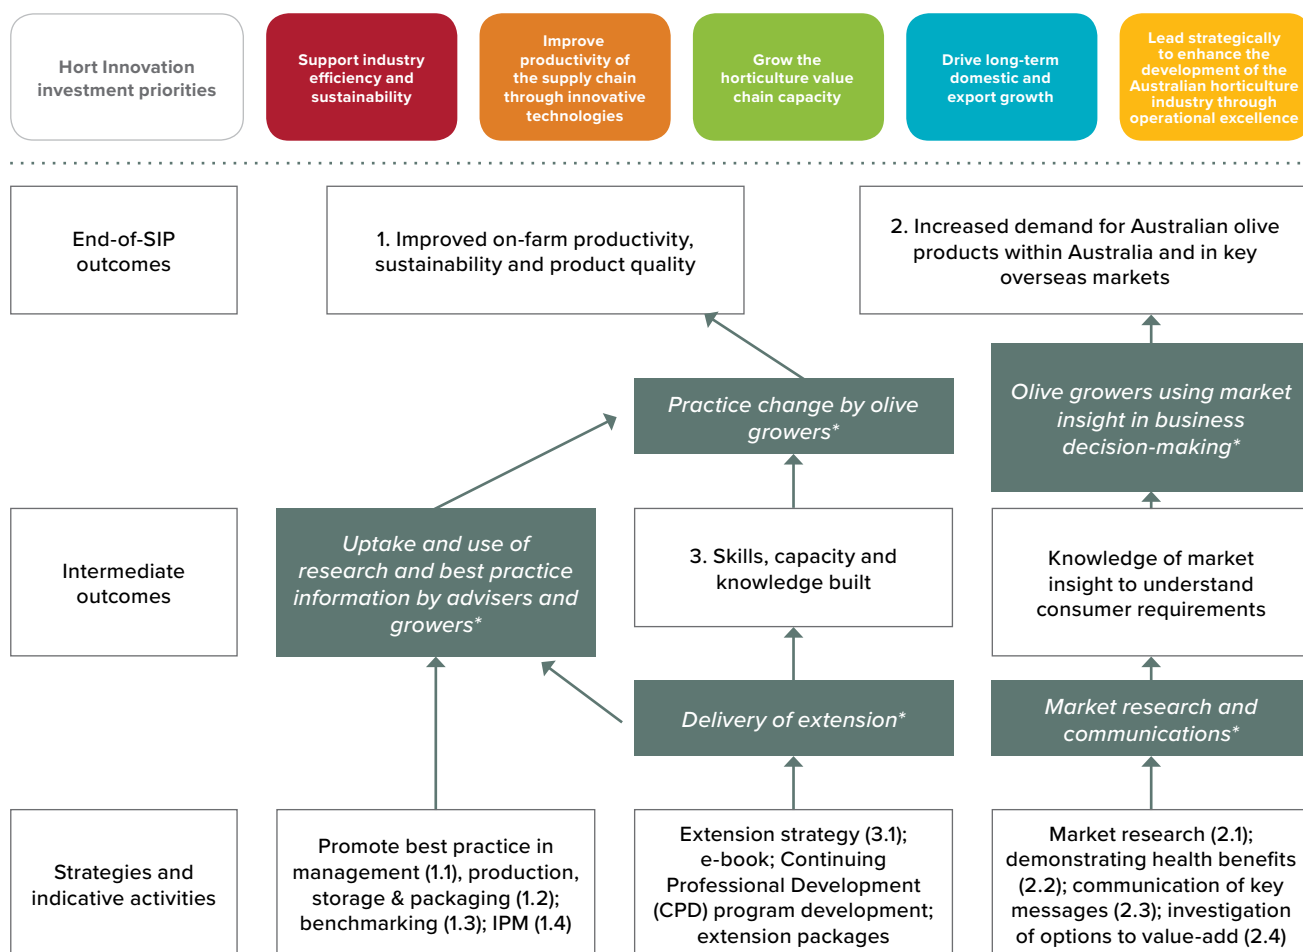 Hort Innovation
investment priorities
Support industry
efficiency and
sustainability
Improve
productivity of
the supply chain
through innovative
technologies
Grow the
horticulture value
chain capacity
Drive long-term
domestic and
export growth
Lead strategically
to enhance the
development of the
Australian horticulture
industry through
operational excellence
End-of-SIP
outcomes
1. Improved on-farm productivity,
sustainability and product quality
2. Increased demand for Australian olive
products within Australia and in key
overseas markets
Practice change by olive
growers*
Olive growers using market
insight in business
decision-making*
Intermediate
outcomes
Uptake and use of
research and best practice
information by advisers and
growers*
3. Skills, capacity and
knowledge built
Knowledge of market
insight to understand
consumer requirements
Delivery of extension*
Market research and
communications*
Strategies and
indicative activities
Promote best practice in
management (1.1), production,
storage & packaging (1.2);
benchmarking (1.3); IPM (1.4)
Extension strategy (3.1);
e-book; Continuing
Professional Development
(CPD) program development;
extension packages
Market research (2.1);
demonstrating health benefits
(2.2); communication of key
messages (2.3); investigation
of options to value-add (2.4)